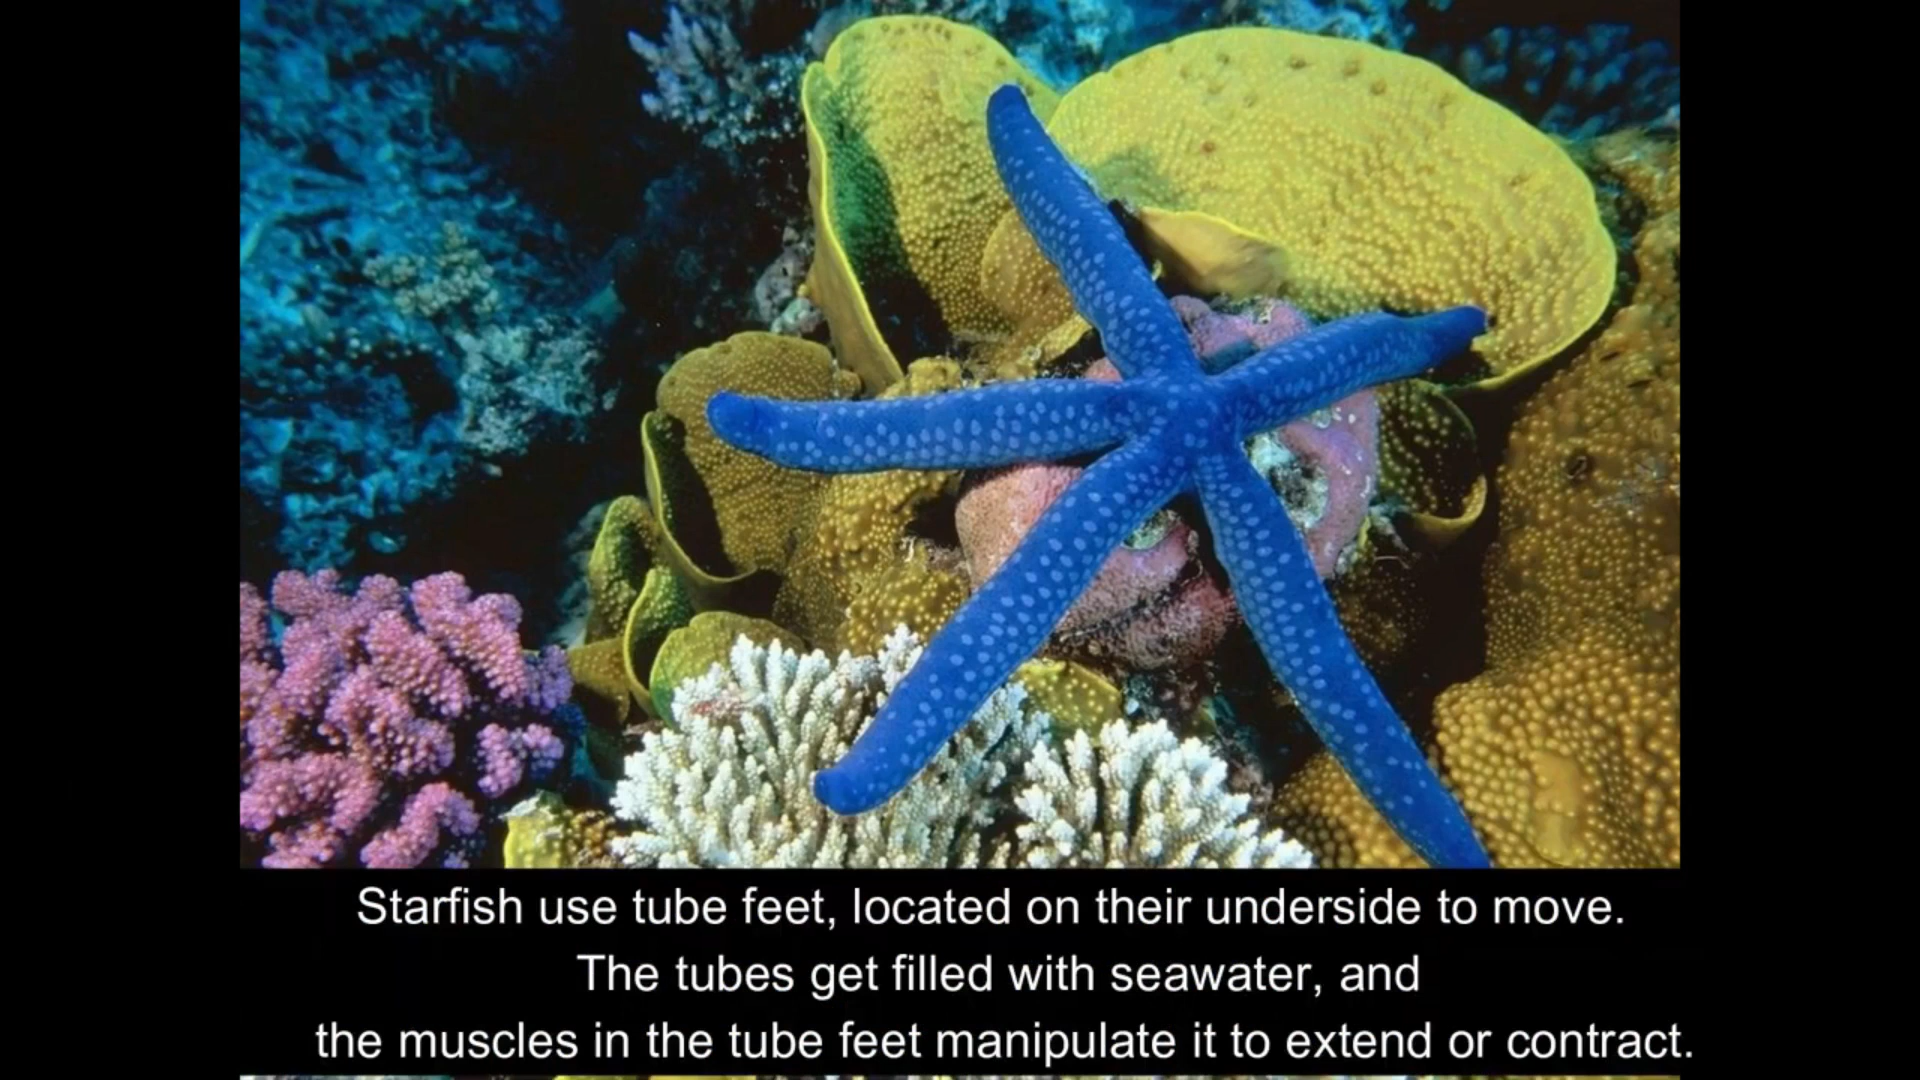 Starfish use tube feet, located on their underside to move.
The tubes get filled with seawater, and
the muscles in the tube feet manipulate it to extend or contract.